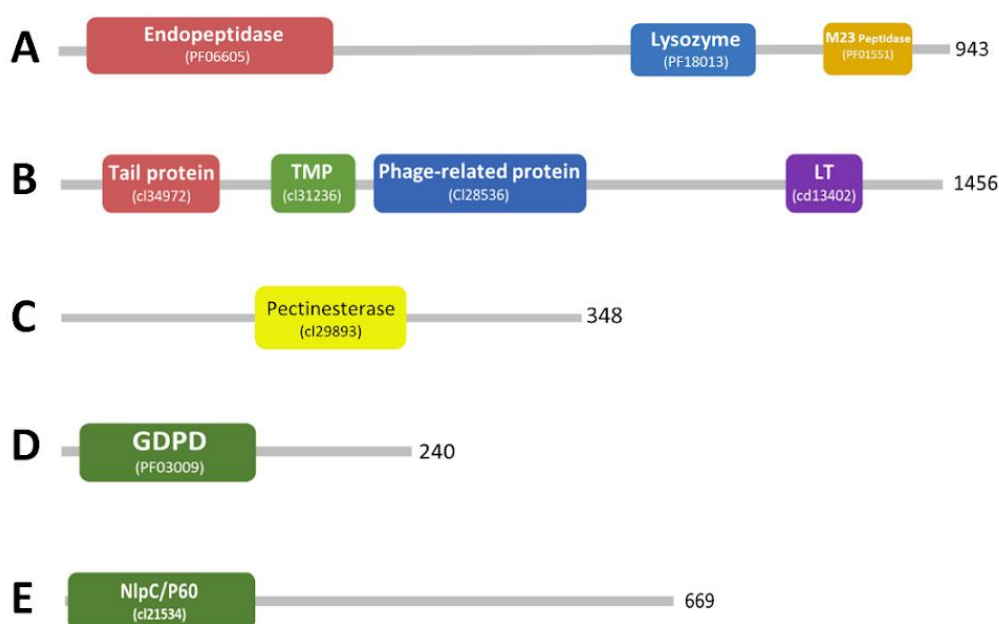 A
Endopeptidase
(PF06605)
Lysozyme
(PF18013)
M23 Peptidase
(PF01551)
943
B
Tail protein
(cl34972)
TMP
(cl31236)
Phage-related protein
(Cl28536)
LT
(cd13402)
1456
C
Pectinesterase
(cl29893)
348
D
GDPD
(PF03009)
240
E
NlpC/P60
(cl21534)
669